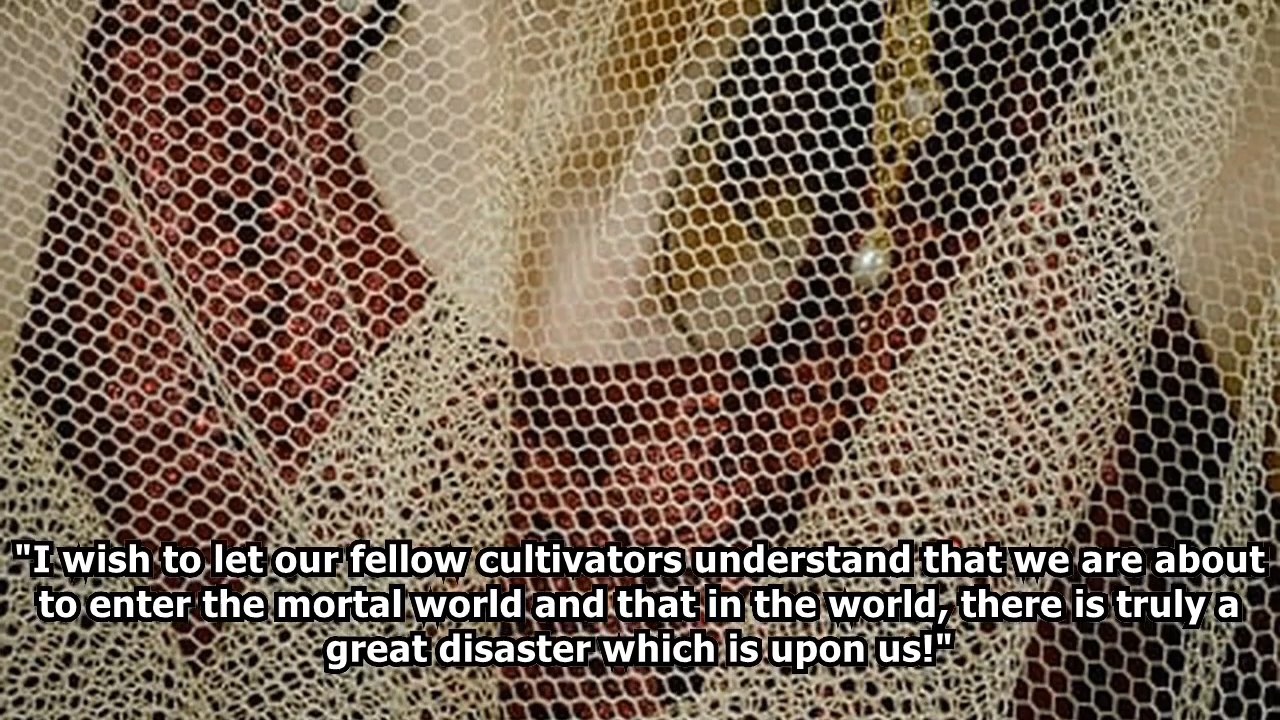 "I wish to let our fellow cultivators understand that we are about
to enter the mortal world and that in the world, there is truly a
great disaster which is upon us!"